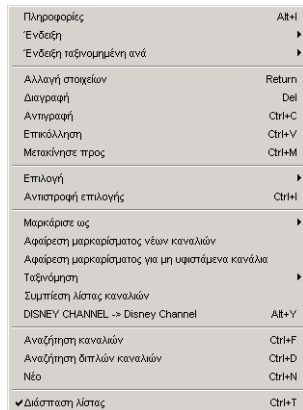 Πληροφορίες Alt+I
Ένδειξη
Ένδειξη ταξινομημένη ανά
Αλλαγή στοιχείων Return
Διαγραφή Del
Αντιγραφή Ctrl+C
Επικόλληση Ctrl+V
Μετακίνησε προς Ctrl+M
Επιλογή
Αντιστροφή επιλογής Ctrl+I
Μαρκάρισε ως
Αφαίρεση μαρκαρίσματος νέων καναλιών
Αφαίρεση μαρκαρίσματος για μη υφιστάμενα κανάλια
Ταξινόμηση
Συμπίεση λίστας καναλιών
DISNEY CHANNEL -> Disney Channel Alt+Y
Αναζήτηση καναλιών Ctrl+F
Αναζήτηση διπλών καναλιών Ctrl+D
Νέο Ctrl+N
✔Διάσπαση λίστας Ctrl+T